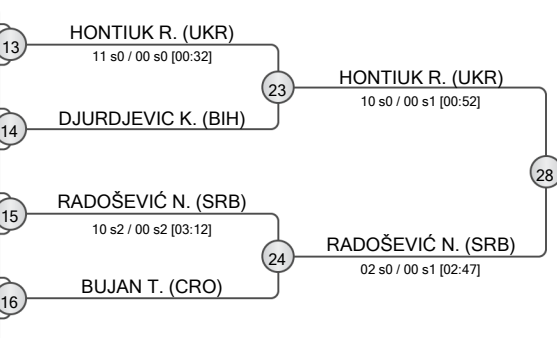 13
HONTIUK R. (UKR)
11 s0 / 00 s0 [00:32]
23
HONTIUK R. (UKR)
10 s0 / 00 s1 [00:52]
14
DJURDJEVIC K. (BIH)
28
15
RADOŠEVIĆ N. (SRB)
10 s2 / 00 s2 [03:12]
24
RADOŠEVIĆ N. (SRB)
02 s0 / 00 s1 [02:47]
16
BUJAN T. (CRO)